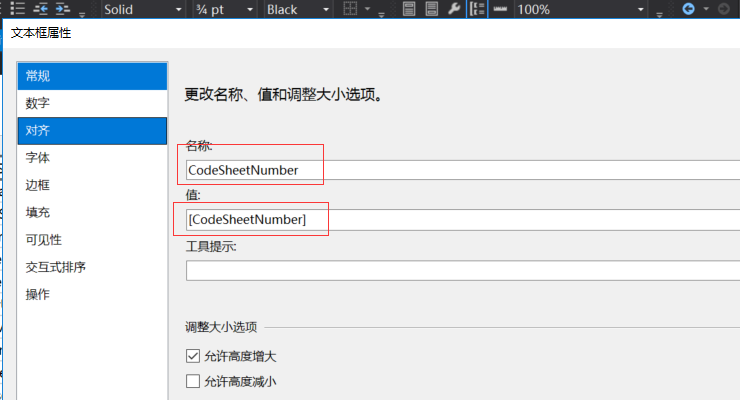 Solid ¾ pt Black 100%
文本框属性
常规
数字
对齐
字体
边框
填充
可见性
交互式排序
操作
更改名称、值和调整大小选项。
名称:
CodeSheetNumber
值:
[CodeSheetNumber]
工具提示:
调整大小选项
允许高度增大
允许高度减小